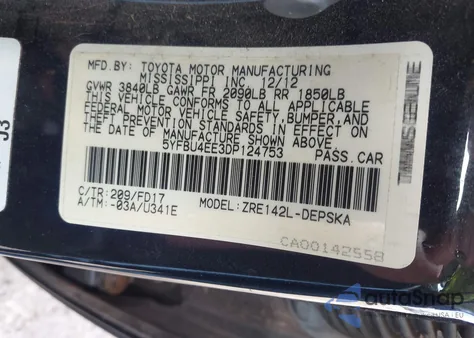 MFD.BY: TOYOTA MOTOR MANUFACTURING
MISSISSIPPI INC. 12/12
GVWR 3840LB GAWR FR 2090LB RR 1850LB
THIS VEHICLE CONFORMS TO ALL APPLICABLE
FEDERAL MOTOR VEHICLE SAFETY, BUMPER, AND
THEFT PREVENTION STANDARDS IN EFFECT ON
THE DATE OF MANUFACTURE SHOWN ABOVE.
5YFBU4EE3DP124753 PASS.CAR
C/TR: 209/FD17
A/TM: -03A/U341E MODEL: ZRE142L-DEPSKA
CA00142558
J3
autoSnap